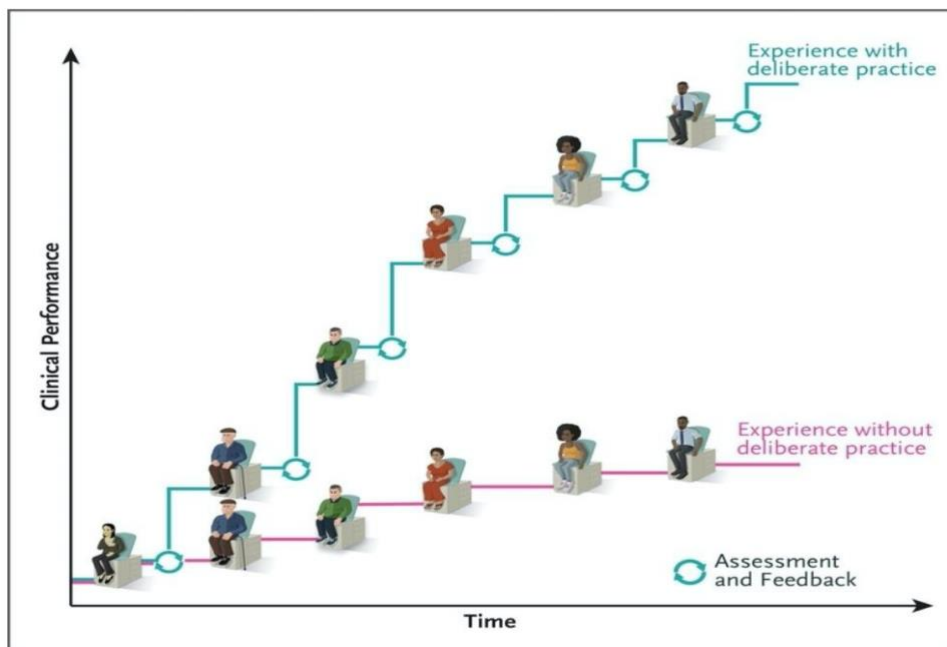 Experience with
deliberate practice
Clinical Performance
Experience without
deliberate practice
Assessment
and Feedback
Time